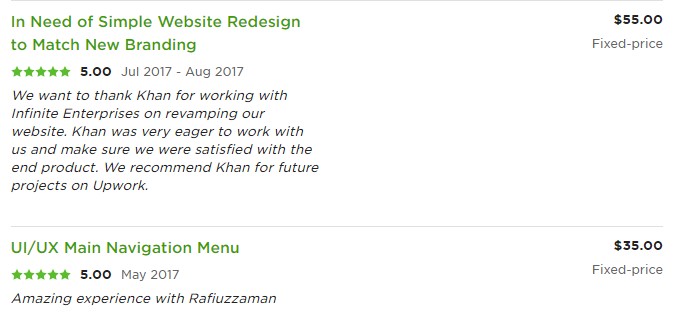 In Need of Simple Website Redesign
to Match New Branding
$55.00
Fixed-price
5.00 Jul 2017 - Aug 2017
We want to thank Khan for working with
Infinite Enterprises on revamping our
website. Khan was very eager to work with
us and make sure we were satisfied with the
end product. We recommend Khan for future
projects on Upwork.
UI/UX Main Navigation Menu
$35.00
Fixed-price
5.00 May 2017
Amazing experience with Rafiuzzaman